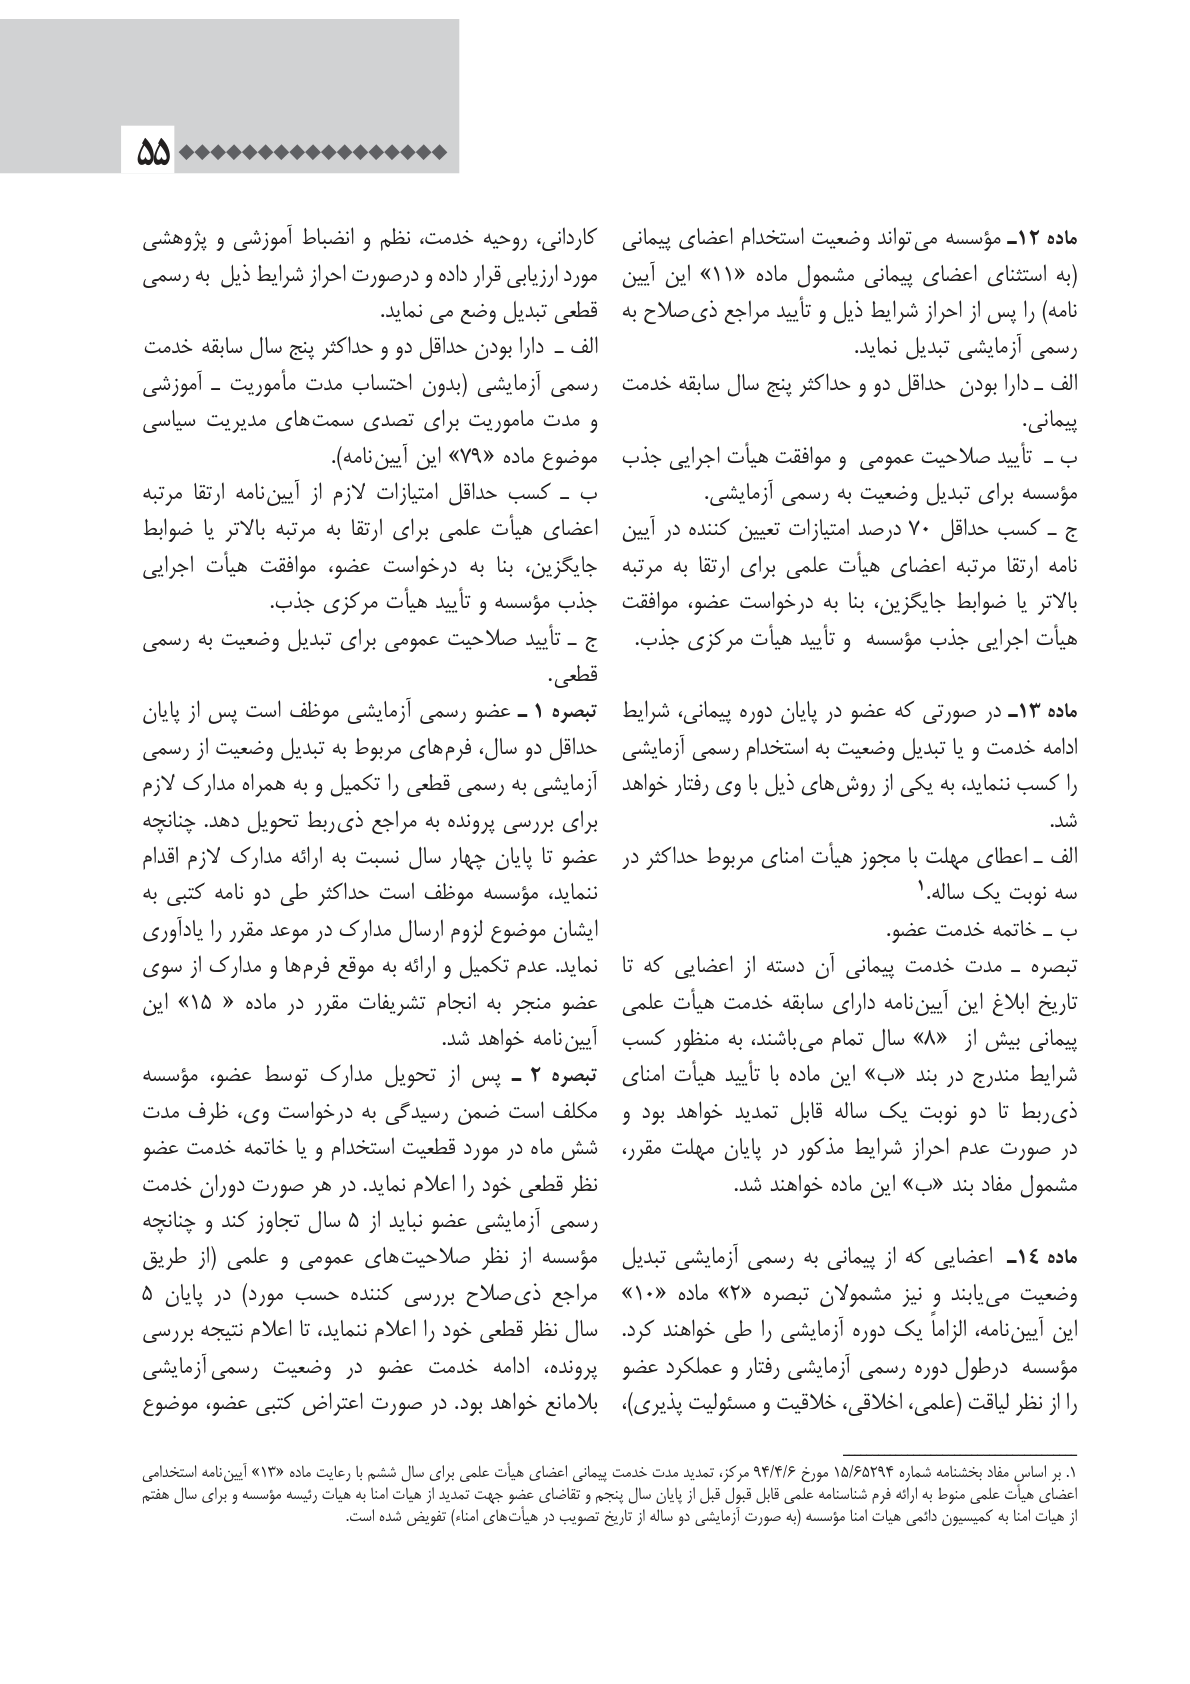 ۵۵
ماده ۱۲ـ مؤسسه می‌تواند وضعیت استخدام اعضای پیمانی
(به استثنای اعضای پیمانی مشمول ماده «۱۱» این آیین
نامه) را پس از احراز شرایط ذیل و تأیید مراجع ذی‌صلاح به
رسمی آزمایشی تبدیل نماید.
الف ـ دارا بودن حداقل دو و حداکثر پنج سال سابقه خدمت
پیمانی.
ب ـ تأیید صلاحیت عمومی و موافقت هیأت اجرایی جذب
مؤسسه برای تبدیل وضعیت به رسمی آزمایشی.
ج ـ کسب حداقل ۷۰ درصد امتیازات تعیین کننده در آیین
نامه ارتقا مرتبه اعضای هیأت علمی برای ارتقا به مرتبه
بالاتر یا ضوابط جایگزین، بنا به درخواست عضو، موافقت
هیأت اجرایی جذب مؤسسه و تأیید هیأت مرکزی جذب.
ماده ۱۳ـ در صورتی که عضو در پایان دوره پیمانی، شرایط
ادامه خدمت و یا تبدیل وضعیت به استخدام رسمی آزمایشی
را کسب ننماید، به یکی از روش‌های ذیل با وی رفتار خواهد
شد.
الف ـ اعطای مهلت با مجوز هیأت امنای مربوط حداکثر در
سه نوبت یک ساله.۱
ب ـ خاتمه خدمت عضو.
تبصره ـ مدت خدمت پیمانی آن دسته از اعضایی که تا
تاریخ ابلاغ این آیین‌نامه دارای سابقه خدمت هیأت علمی
پیمانی بیش از «۸» سال تمام می‌باشند، به منظور کسب
شرایط مندرج در بند «ب» این ماده با تأیید هیأت امنای
ذی‌ربط تا دو نوبت یک ساله قابل تمدید خواهد بود و
در صورت عدم احراز شرایط مذکور در پایان مهلت مقرر،
مشمول مفاد بند «ب» این ماده خواهند شد.
ماده ۱۴ـ اعضایی که از پیمانی به رسمی آزمایشی تبدیل
وضعیت می‌یابند و نیز مشمولان تبصره «۲» ماده «۱۰»
این آیین‌نامه، الزاماً یک دوره آزمایشی را طی خواهند کرد.
مؤسسه درطول دوره رسمی آزمایشی رفتار و عملکرد عضو
را از نظر لیاقت (علمی، اخلاقی، خلاقیت و مسئولیت پذیری)،
کاردانی، روحیه خدمت، نظم و انضباط آموزشی و پژوهشی
مورد ارزیابی قرار داده و درصورت احراز شرایط ذیل به رسمی
قطعی تبدیل وضع می نماید.
الف ـ دارا بودن حداقل دو و حداکثر پنج سال سابقه خدمت
رسمی آزمایشی (بدون احتساب مدت مأموریت ـ آموزشی
و مدت ماموریت برای تصدی سمت‌های مدیریت سیاسی
موضوع ماده «۷۹» این آیین‌نامه).
ب ـ کسب حداقل امتیازات لازم از آیین‌نامه ارتقا مرتبه
اعضای هیأت علمی برای ارتقا به مرتبه بالاتر یا ضوابط
جایگزین، بنا به درخواست عضو، موافقت هیأت اجرایی
جذب مؤسسه و تأیید هیأت مرکزی جذب.
ج ـ تأیید صلاحیت عمومی برای تبدیل وضعیت به رسمی
قطعی.
تبصره ۱ ـ عضو رسمی آزمایشی موظف است پس از پایان
حداقل دو سال، فرم‌های مربوط به تبدیل وضعیت از رسمی
آزمایشی به رسمی قطعی را تکمیل و به همراه مدارک لازم
برای بررسی پرونده به مراجع ذی‌ربط تحویل دهد. چنانچه
عضو تا پایان چهار سال نسبت به ارائه مدارک لازم اقدام
ننماید، مؤسسه موظف است حداکثر طی دو نامه کتبی به
ایشان موضوع لزوم ارسال مدارک در موعد مقرر را یادآوری
نماید. عدم تکمیل و ارائه به موقع فرم‌ها و مدارک از سوی
عضو منجر به انجام تشریفات مقرر در ماده « ۱۵» این
آیین‌نامه خواهد شد.
تبصره ۲ ـ پس از تحویل مدارک توسط عضو، مؤسسه
مکلف است ضمن رسیدگی به درخواست وی، ظرف مدت
شش ماه در مورد قطعیت استخدام و یا خاتمه خدمت عضو
نظر قطعی خود را اعلام نماید. در هر صورت دوران خدمت
رسمی آزمایشی عضو نباید از ۵ سال تجاوز کند و چنانچه
مؤسسه از نظر صلاحیت‌های عمومی و علمی (از طریق
مراجع ذی‌صلاح بررسی کننده حسب مورد) در پایان ۵
سال نظر قطعی خود را اعلام ننماید، تا اعلام نتیجه بررسی
پرونده، ادامه خدمت عضو در وضعیت رسمی آزمایشی
بلامانع خواهد بود. در صورت اعتراض کتبی عضو، موضوع
۱. بر اساس مفاد بخشنامه شماره ۱۵/۶۵۲۹۴ مورخ ۹۴/۴/۶ مرکز، تمدید مدت خدمت پیمانی اعضای هیأت علمی برای سال ششم با رعایت ماده «۱۳» آیین‌نامه استخدامی
اعضای هیأت علمی منوط به ارائه فرم شناسنامه علمی قابل قبول قبل از پایان سال پنجم و تقاضای عضو جهت تمدید از هیات امنا به هیات رئیسه مؤسسه و برای سال هفتم
از هیات امنا به کمیسیون دائمی هیات امنا مؤسسه (به صورت آزمایشی دو ساله از تاریخ تصویب در هیأت‌های امناء) تفویض شده است.